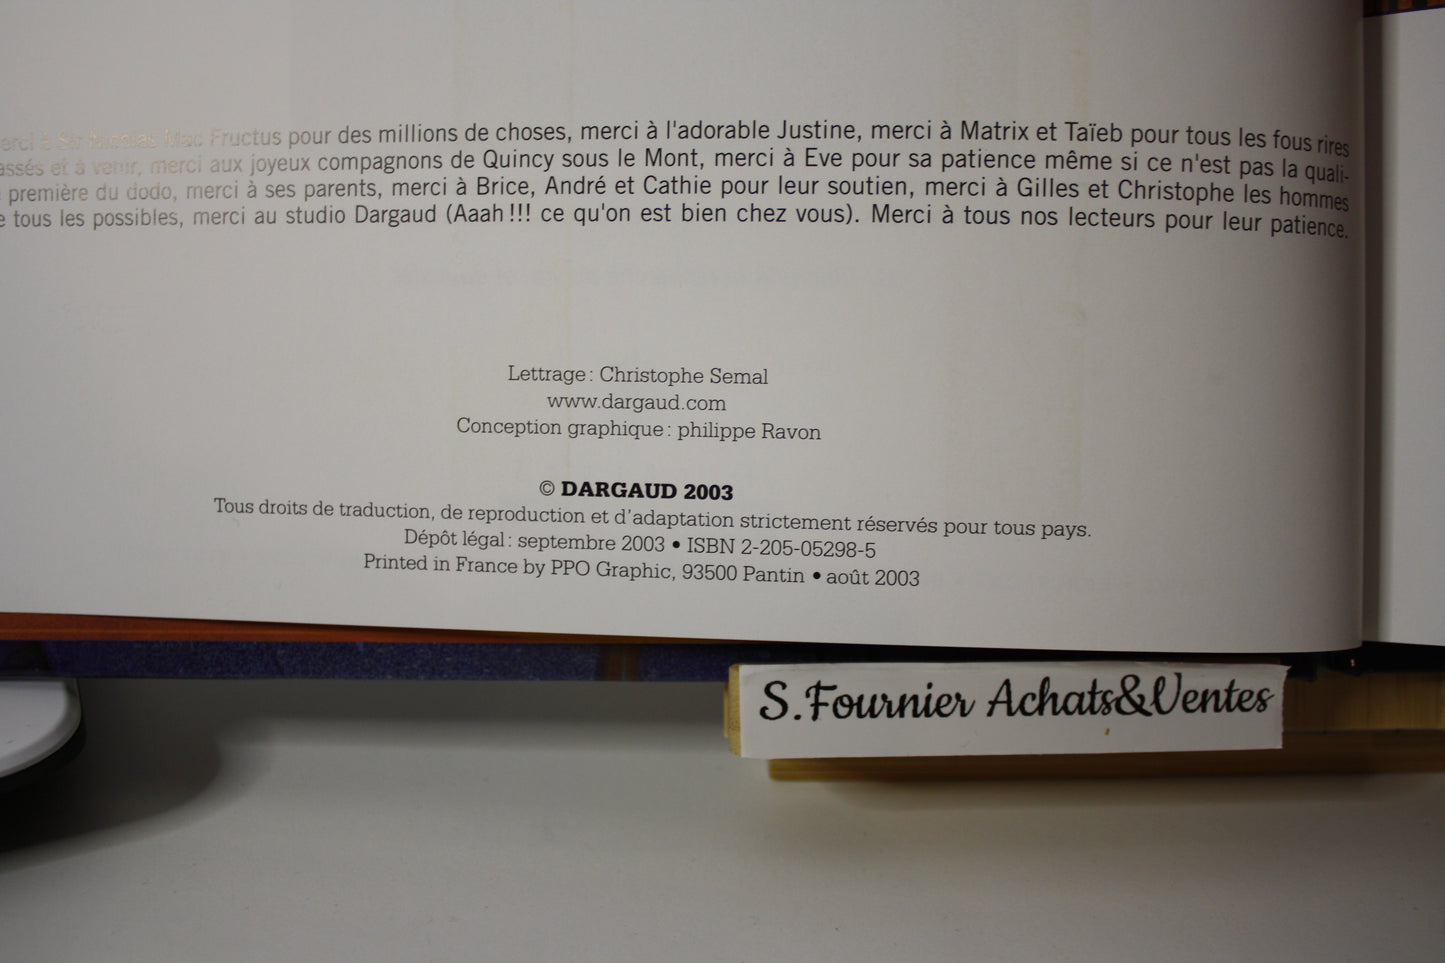 Mac Fructus pour des millions de choses, merci à l'adorable Justine, merci à Matrix et Taïeb pour tous les fous rires
assés et à venir, merci aux joyeux compagnons de Quincy sous le Mont, merci à Eve pour sa patience même si ce n'est pas la quali-
première du dodo, merci à ses parents, merci à Brice, André et Cathie pour leur soutien, merci à Gilles et Christophe les hommes
e tous les possibles, merci au studio Dargaud (Aaah !!! ce qu'on est bien chez vous). Merci à tous nos lecteurs pour leur patience.
Lettrage : Christophe Semal
www.dargaud.com
Conception graphique : philippe Ravon
© DARGAUD 2003
Tous droits de traduction, de reproduction et d'adaptation strictement réservés pour tous pays.
Dépôt légal : septembre 2003 • ISBN 2-205-05298-5
Printed in France by PPO Graphic, 93500 Pantin • août 2003
S.Fournier Achats&Ventes